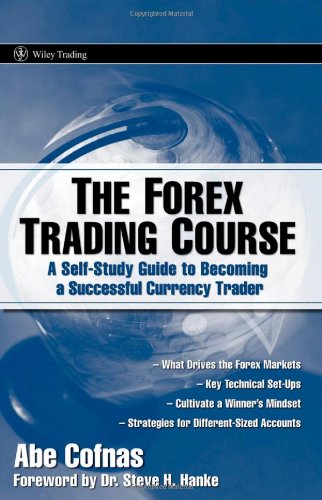 Wiley Trading
THE FOREX
TRADING COURSE
A Self-Study Guide to Becoming
a Successful Currency Trader
– What Drives the Forex Markets
– Key Technical Set-Ups
– Cultivate a Winner's Mindset
– Strategies for Different-Sized Accounts
Abe Cofnas
Foreword by Dr. Steve H. Hanke